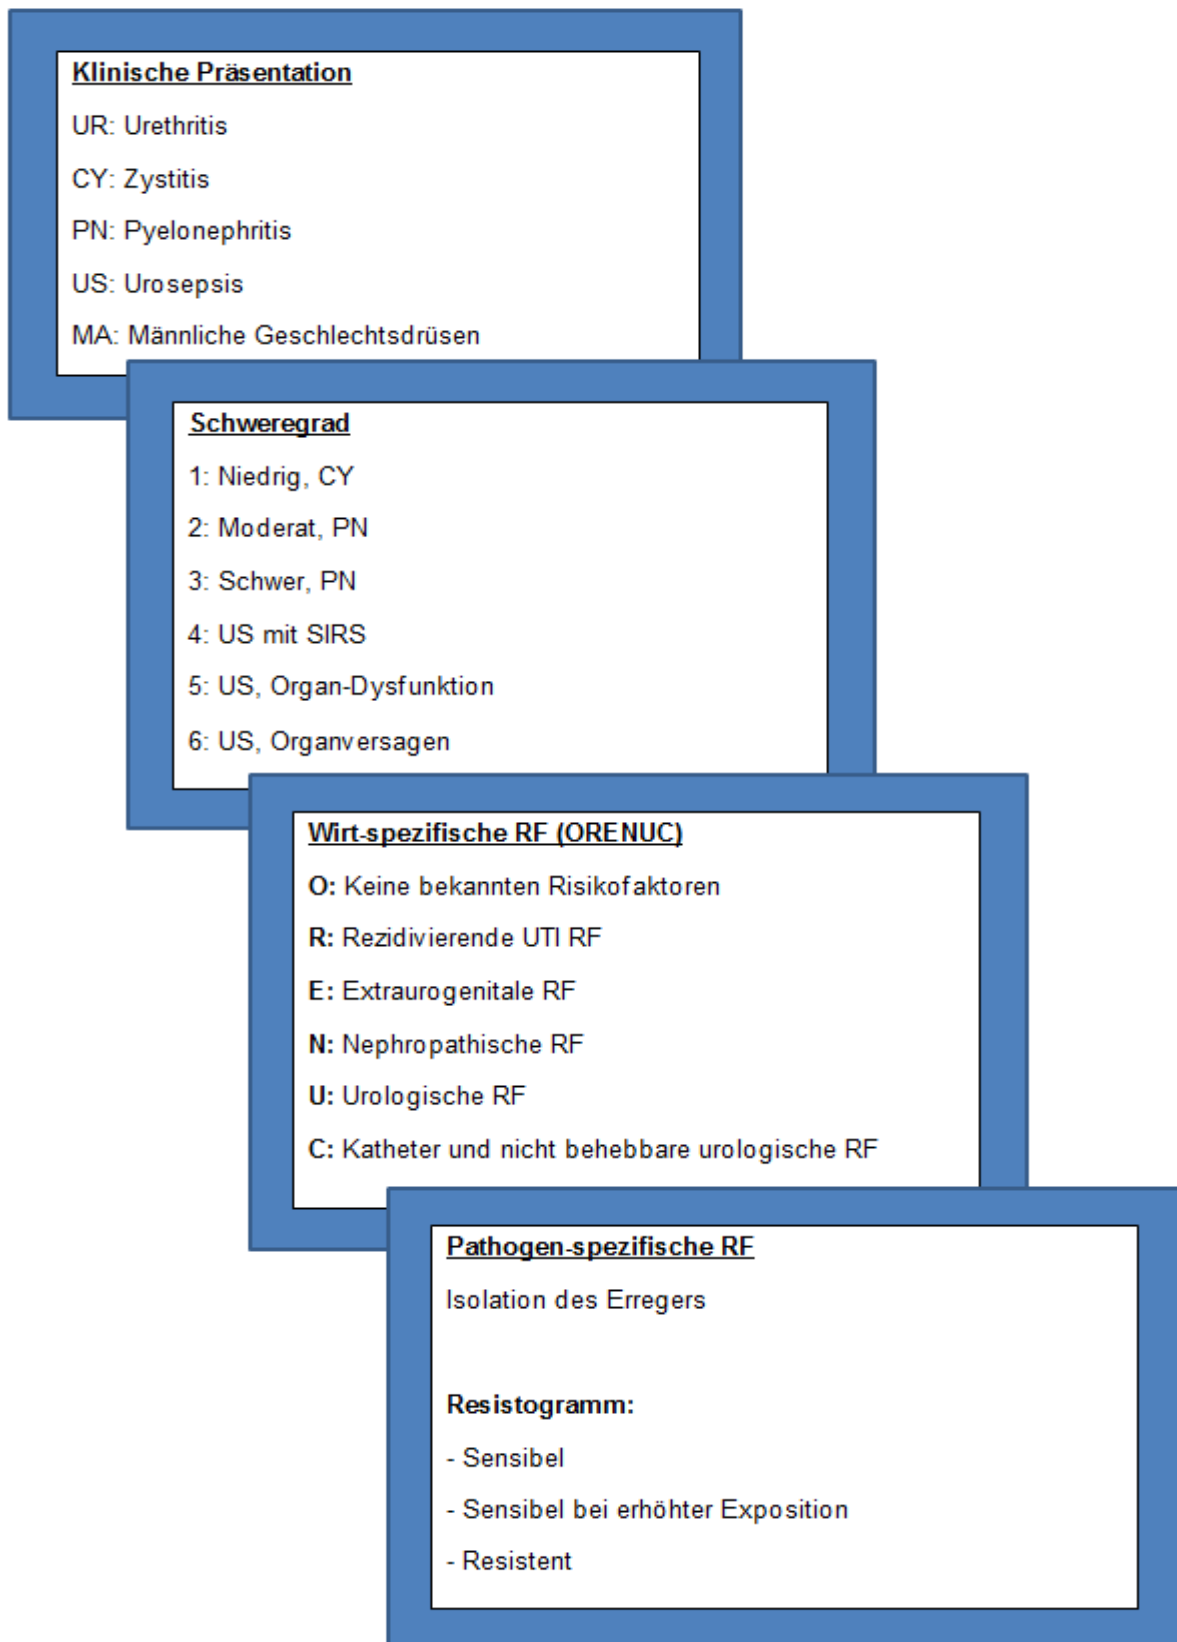 Klinische Präsentation
UR: Urethritis
CY: Zystitis
PN: Pyelonephritis
US: Urosepsis
MA: Männliche Geschlechtsdrüsen
Schweregrad
1: Niedrig, CY
2: Moderat, PN
3: Schwer, PN
4: US mit SIRS
5: US, Organ-Dysfunktion
6: US, Organversagen
Wirt-spezifische RF (ORENUC)
O: Keine bekannten Risikofaktoren
R: Rezidivierende UTI RF
E: Extraurogenitale RF
N: Nephropathische RF
U: Urologische RF
C: Katheter und nicht behebbare urologische RF
Pathogen-spezifische RF
Isolation des Erregers
Resistogramm:
- Sensibel
- Sensibel bei erhöhter Exposition
- Resistent